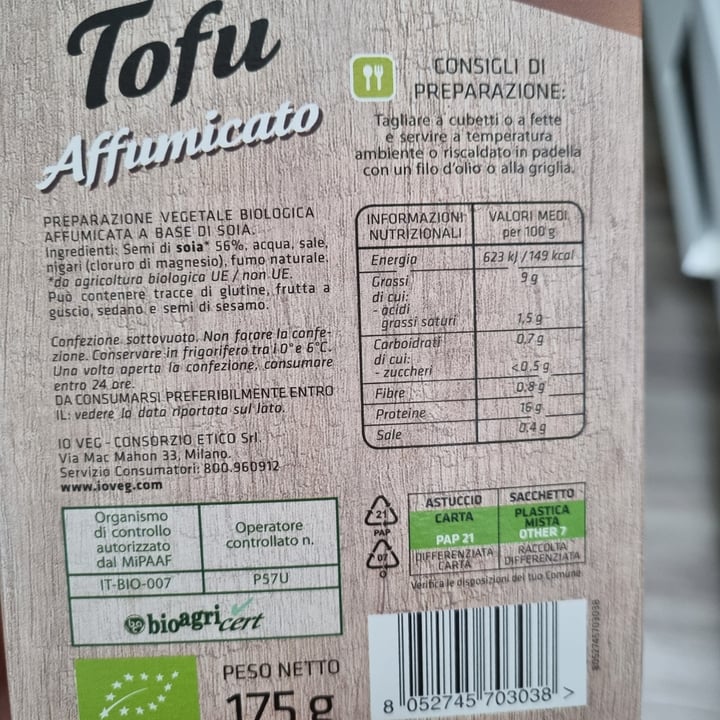 Tofu
Affumicato
PREPARAZIONE VEGETALE BIOLOGICA
AFFUMICATA A BASE DI SOIA.
Ingredienti: Semi di soia* 56%, acqua, sale,
nigari (cloruro di magnesio), fumo naturale.
*da agricoltura biologica UE / non UE.
Può contenere tracce di glutine, frutta a
guscio, sedano e semi di sesamo.
Confezione sottovuoto. Non forare la confe-
zione. Conservare in frigorifero tra i 0° e 6°C.
Una volta aperta la confezione, consumare
entro 24 ore.
DA CONSUMARSI PREFERIBILMENTE ENTRO
IL: vedere la data riportata sul lato.
IO VEG - CONSORZIO ETICO Srl.
Via Mac Mahon 33, Milano.
Servizio Consumatori: 800.960912
www.ioveg.com
Organismo
di controllo
autorizzato
dal MiPAAF
Operatore
controllato n.
IT-BIO-007
P57U
bioagricert
PESO NETTO
175 g
CONSIGLI DI
PREPARAZIONE:
Tagliare a cubetti o a fette
e servire a temperatura
ambiente o riscaldato in padella
con un filo d'olio o alla griglia.
INFORMAZIONI
NUTRIZIONALI
VALORI MEDI
per 100 g
Energia 623 kJ / 149 kcal
Grassi 9 g
di cui:
- acidi
grassi saturi 1,5 g
Carboidrati 0,7 g
di cui:
- zuccheri <0,5 g
Fibre 0,8 g
Proteine 16 g
Sale 0,4 g
21
PAP
07
O
ASTUCCIO
CARTA
PAP 21
DIFFERENZIATA
CARTA
SACCHETTO
PLASTICA
MISTA
OTHER 7
RACCOLTA
DIFFERENZIATA
Verifica le disposizioni del tuo Comune
8 052745 703038 >
8052745703038